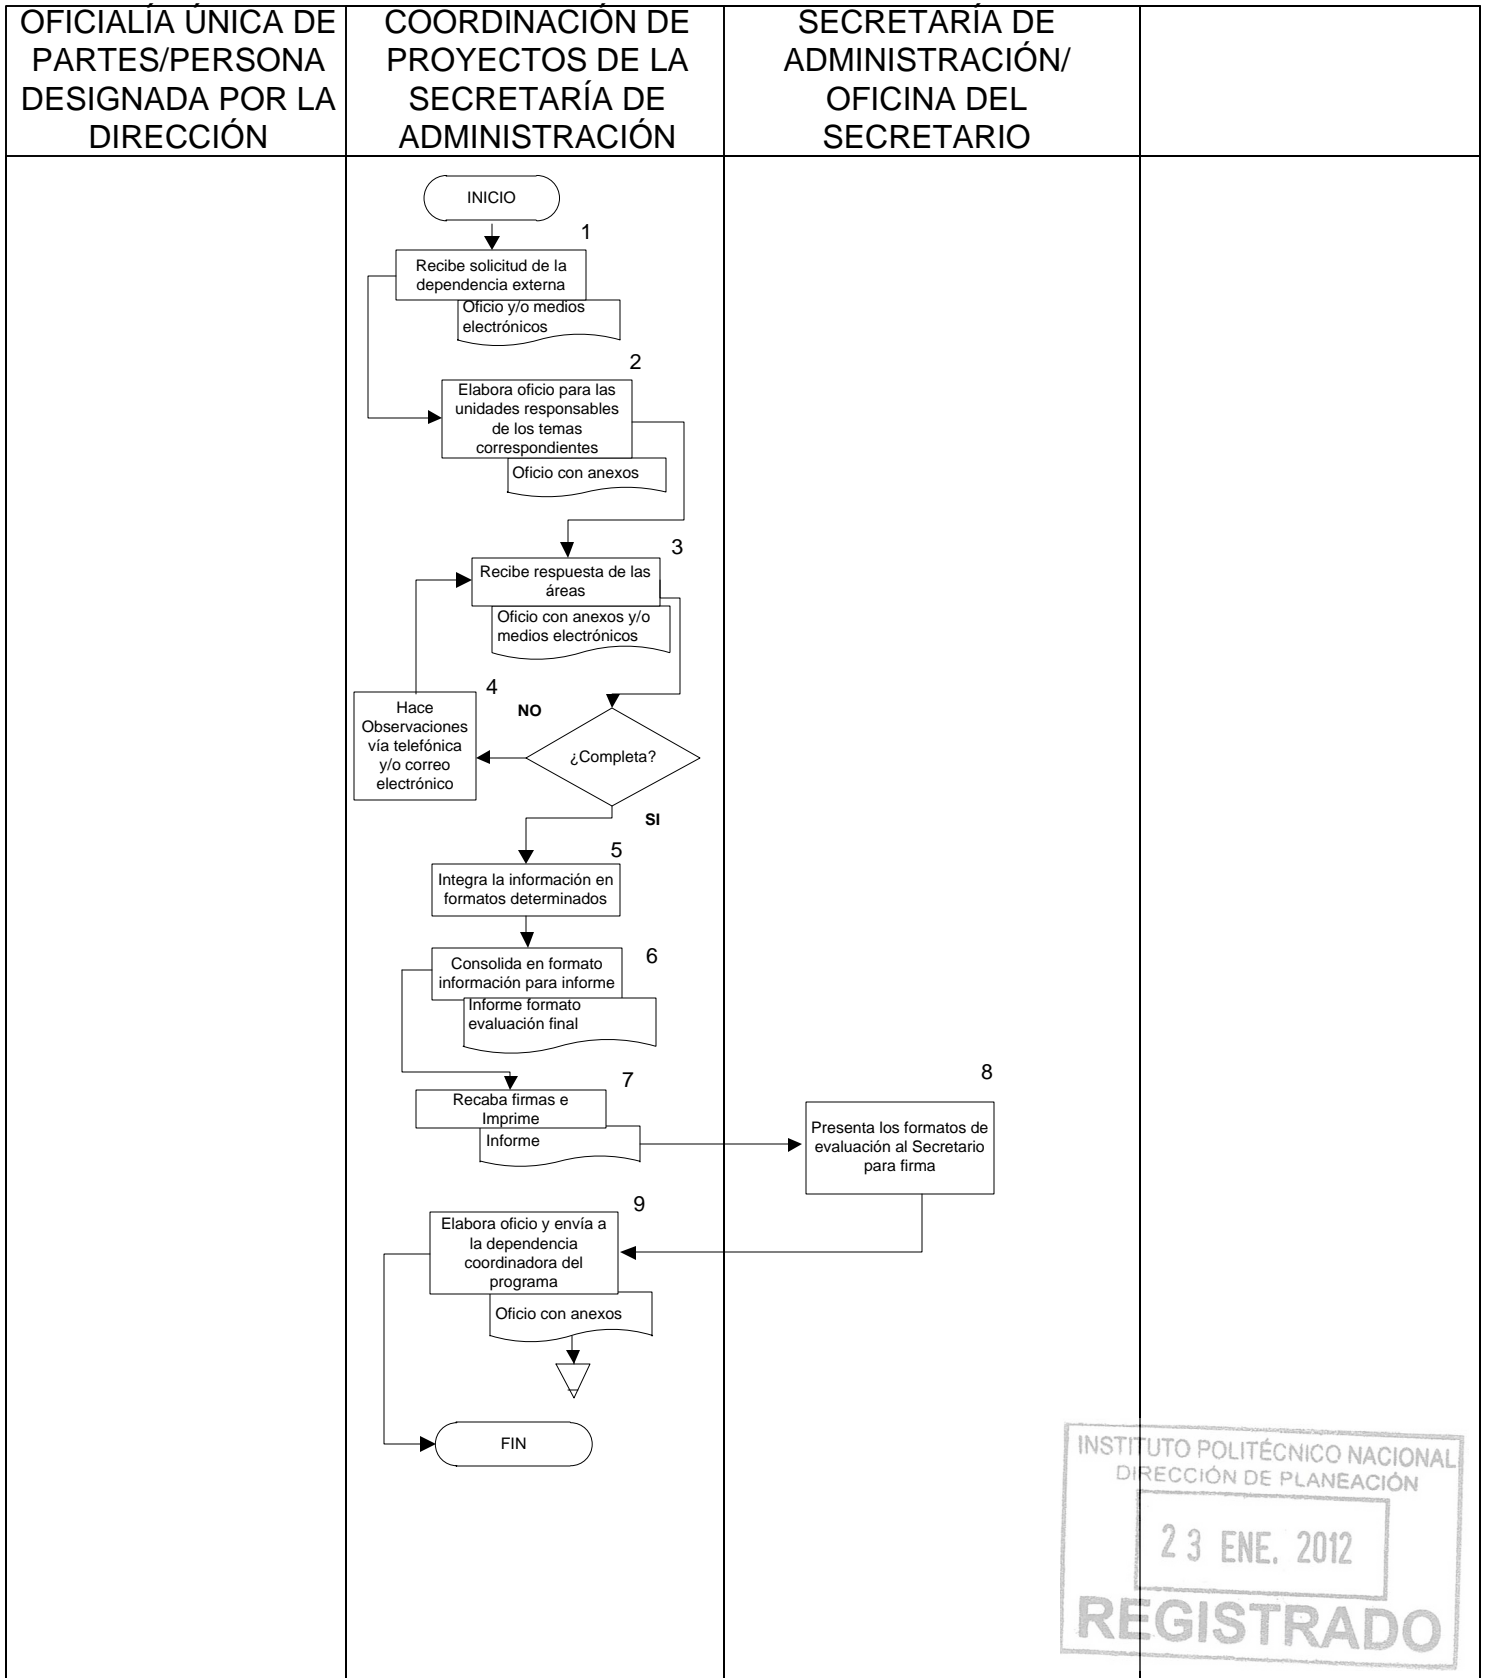 OFICIALÍA ÚNICA DE
PARTES/PERSONA
DESIGNADA POR LA
DIRECCIÓN
COORDINACIÓN DE
PROYECTOS DE LA
SECRETARÍA DE
ADMINISTRACIÓN
SECRETARÍA DE
ADMINISTRACIÓN/
OFICINA DEL
SECRETARIO
INICIO
1
Recibe solicitud de la
dependencia externa
Oficio y/o medios
electrónicos
2
Elabora oficio para las
unidades responsables
de los temas
correspondientes
Oficio con anexos
3
Recibe respuesta de las
áreas
Oficio con anexos y/o
medios electrónicos
4
Hace
Observaciones
vía telefónica
y/o correo
electrónico
NO
¿Completa?
SI
5
Integra la información en
formatos determinados
6
Consolida en formato
información para informe
Informe formato
evaluación final
7
Recaba firmas e
Imprime
Informe
8
Presenta los formatos de
evaluación al Secretario
para firma
9
Elabora oficio y envía a
la dependencia
coordinadora del
programa
Oficio con anexos
FIN
INSTITUTO POLITÉCNICO NACIONAL
DIRECCIÓN DE PLANEACIÓN
23 ENE. 2012
REGISTRADO